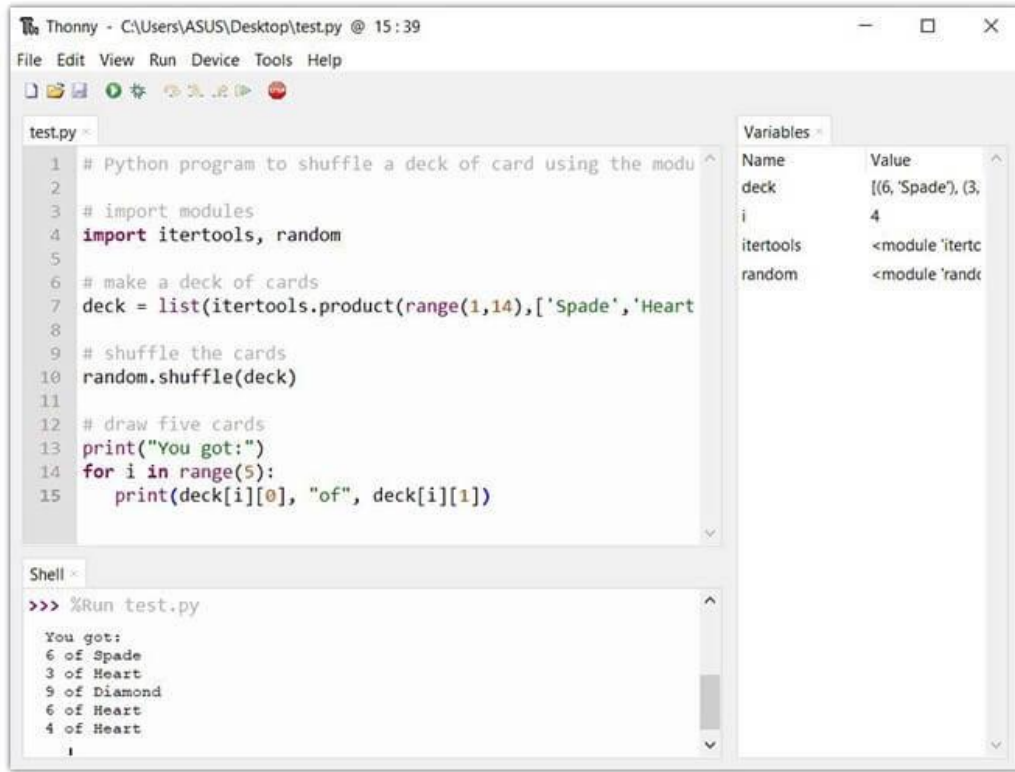 Thonny - C:\Users\ASUS\Desktop\test.py @ 15:39
File Edit View Run Device Tools Help
test.py
1 # Python program to shuffle a deck of card using the modu
2
3 # import modules
4 import itertools, random
5
6 # make a deck of cards
7 deck = list(itertools.product(range(1,14),['Spade','Heart
8
9 # shuffle the cards
10 random.shuffle(deck)
11
12 # draw five cards
13 print("You got:")
14 for i in range(5):
15    print(deck[i][0], "of", deck[i][1])
Shell
>>> %Run test.py
You got:
6 of Spade
3 of Heart
9 of Diamond
6 of Heart
4 of Heart
Variables
Name Value
deck [(6, 'Spade'), (3,
i 4
itertools <module 'itertc
random <module 'randc